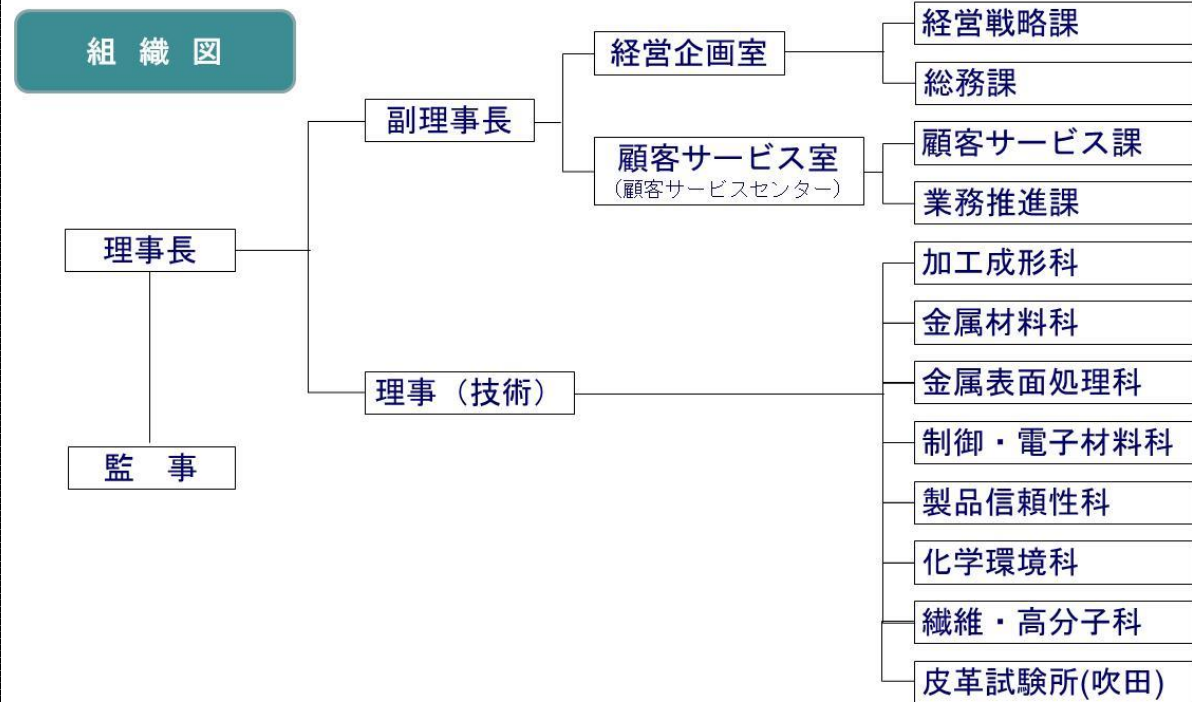 組織図
経営戦略課
経営企画室
総務課
副理事長
顧客サービス課
顧客サービス室
(顧客サービスセンター)
業務推進課
理事長
加工成形科
金属材料科
理事（技術）
金属表面処理科
制御・電子材料科
監　事
製品信頼性科
化学環境科
繊維・高分子科
皮革試験所(吹田)